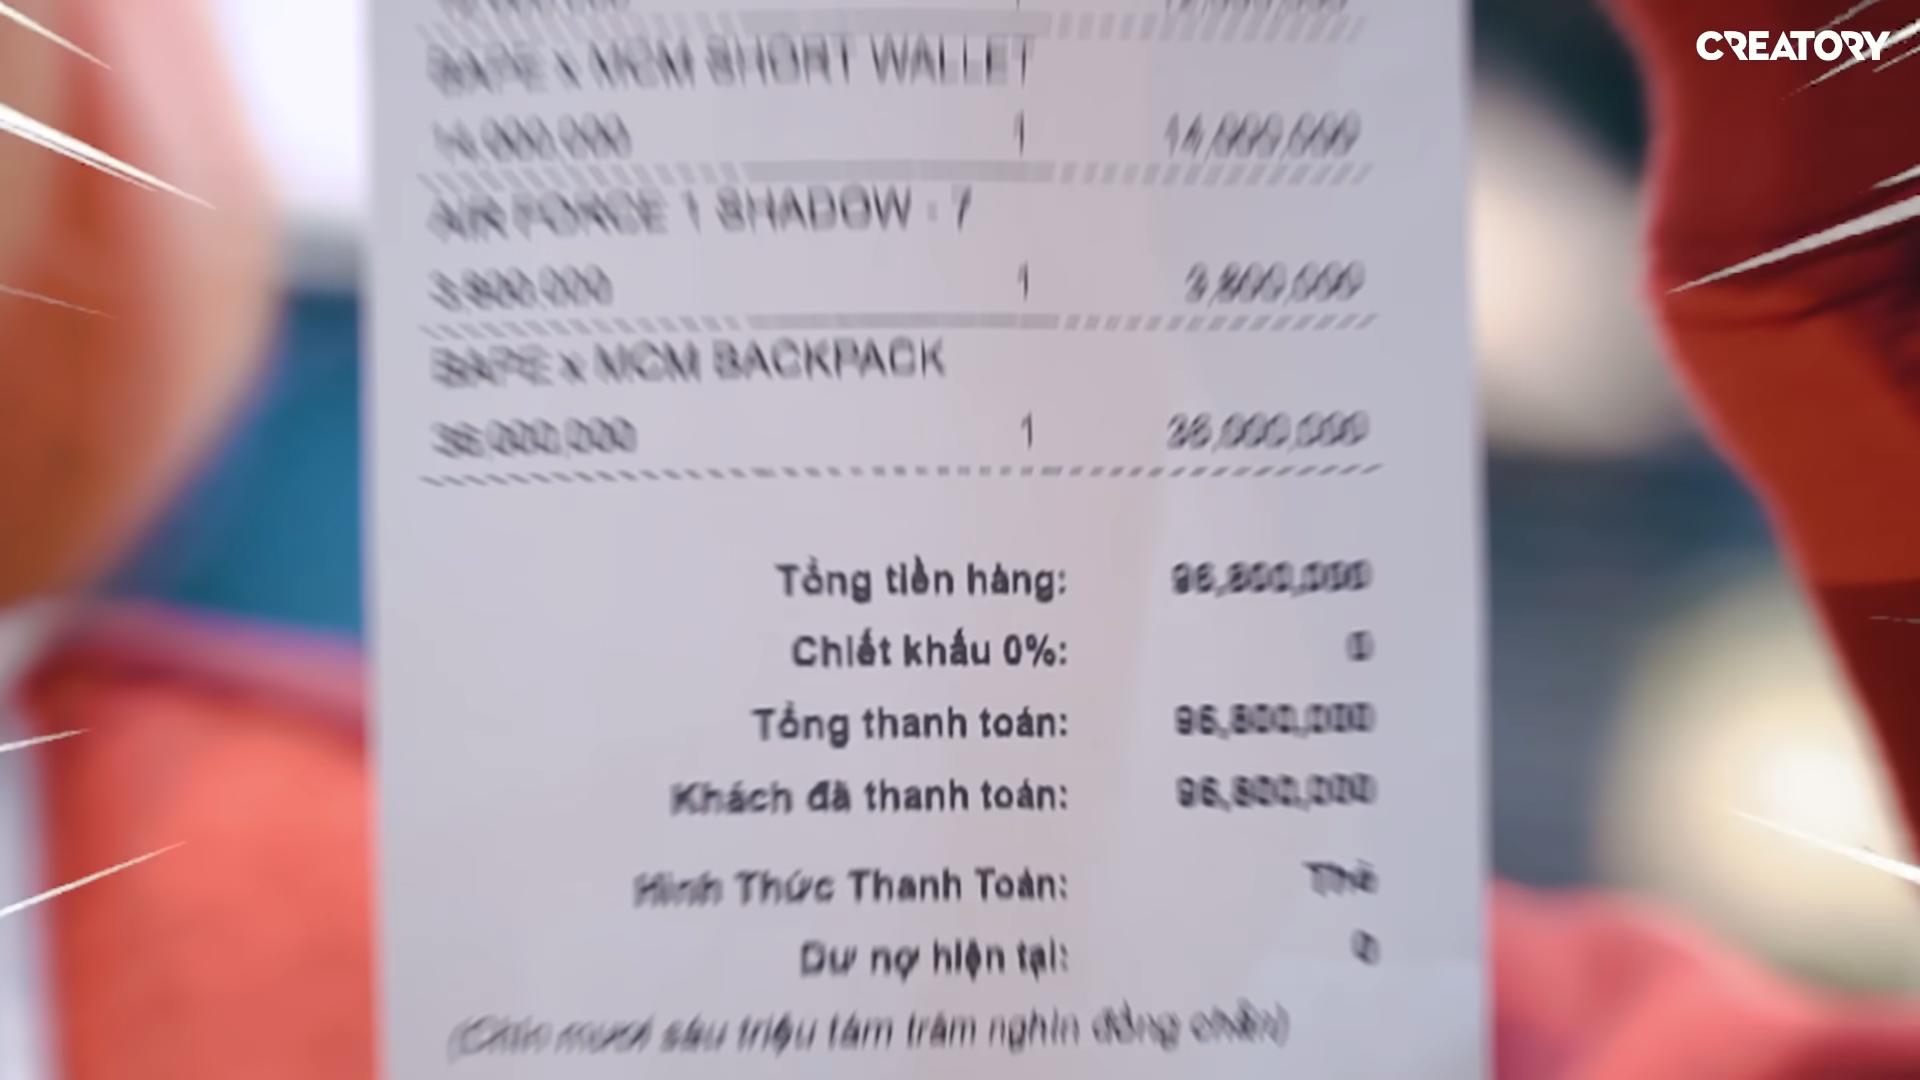 CREATORY
BAPE x MCM SHORT WALLET
14,000,000 1 14,000,000
AIR FORCE 1 SHADOW - 7
3,800,000 1 3,800,000
BAPE x MCM BACKPACK
36,000,000 1 36,000,000
Tổng tiền hàng: 96,800,000
Chiết khấu 0%: 0
Tổng thanh toán: 96,800,000
Khách đã thanh toán: 96,800,000
Hình Thức Thanh Toán: Thẻ
Dư nợ hiện tại: 0
(Chín mươi sáu triệu tám trăm nghìn đồng chẵn)